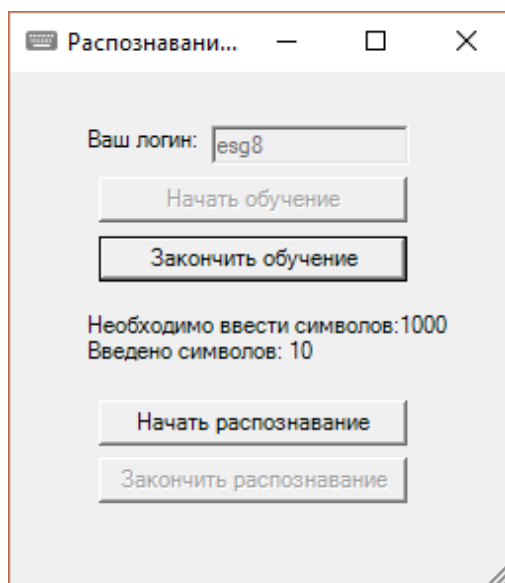 Распознавани...
Ваш логин: esg8
Начать обучение
Закончить обучение
Необходимо ввести символов:1000
Введено символов: 10
Начать распознавание
Закончить распознавание